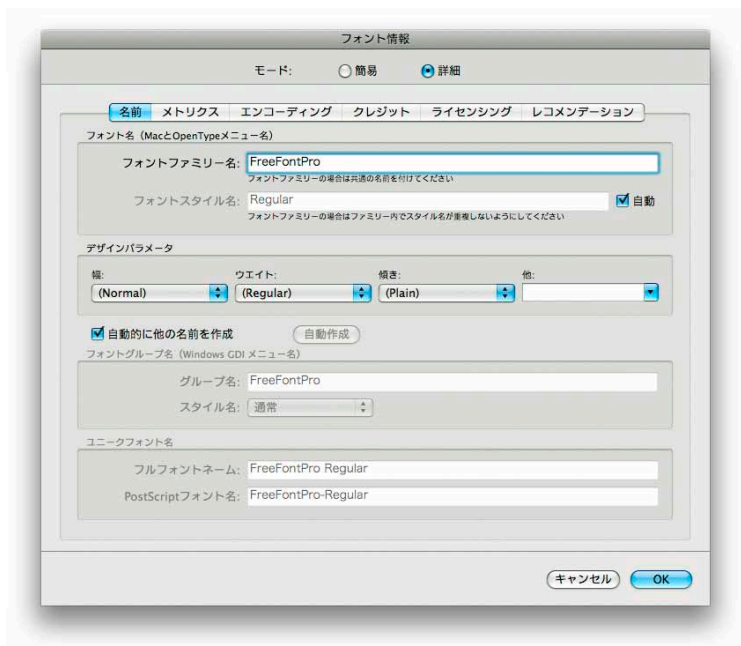 フォント情報
モード: 簡易 詳細
名前 メトリクス エンコーディング クレジット ライセンシング レコメンデーション
フォント名 (MacとOpenTypeメニュー名)
フォントファミリー名: FreeFontPro
フォントファミリーの場合は共通の名前を付けてください
フォントスタイル名: Regular 自動
フォントファミリーの場合はファミリー内でスタイル名が重複しないようにしてください
デザインパラメータ
幅: ウエイト: 傾き: 他:
(Normal) (Regular) (Plain)
自動的に他の名前を作成 自動作成
フォントグループ名 (Windows GDI メニュー名)
グループ名: FreeFontPro
スタイル名: 通常
ユニークフォント名
フルフォントネーム: FreeFontPro Regular
PostScriptフォント名: FreeFontPro-Regular
キャンセル OK